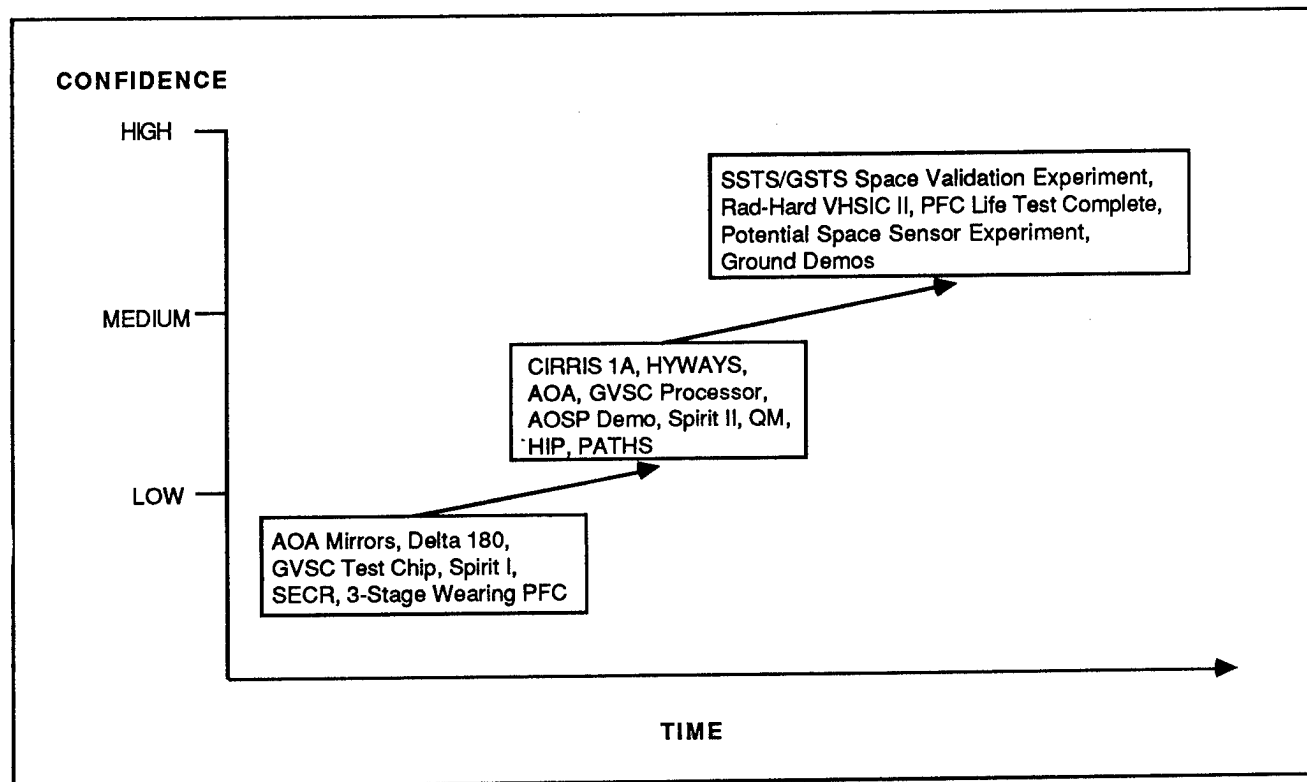 CONFIDENCE
HIGH
SSTS/GSTS Space Validation Experiment,
Rad-Hard VHSIC II, PFC Life Test Complete,
Potential Space Sensor Experiment,
Ground Demos
MEDIUM
CIRRIS 1A, HYWAYS,
AOA, GVSC Processor,
AOSP Demo, Spirit II, QM,
HIP, PATHS
LOW
AOA Mirrors, Delta 180,
GVSC Test Chip, Spirit I,
SECR, 3-Stage Wearing PFC
TIME